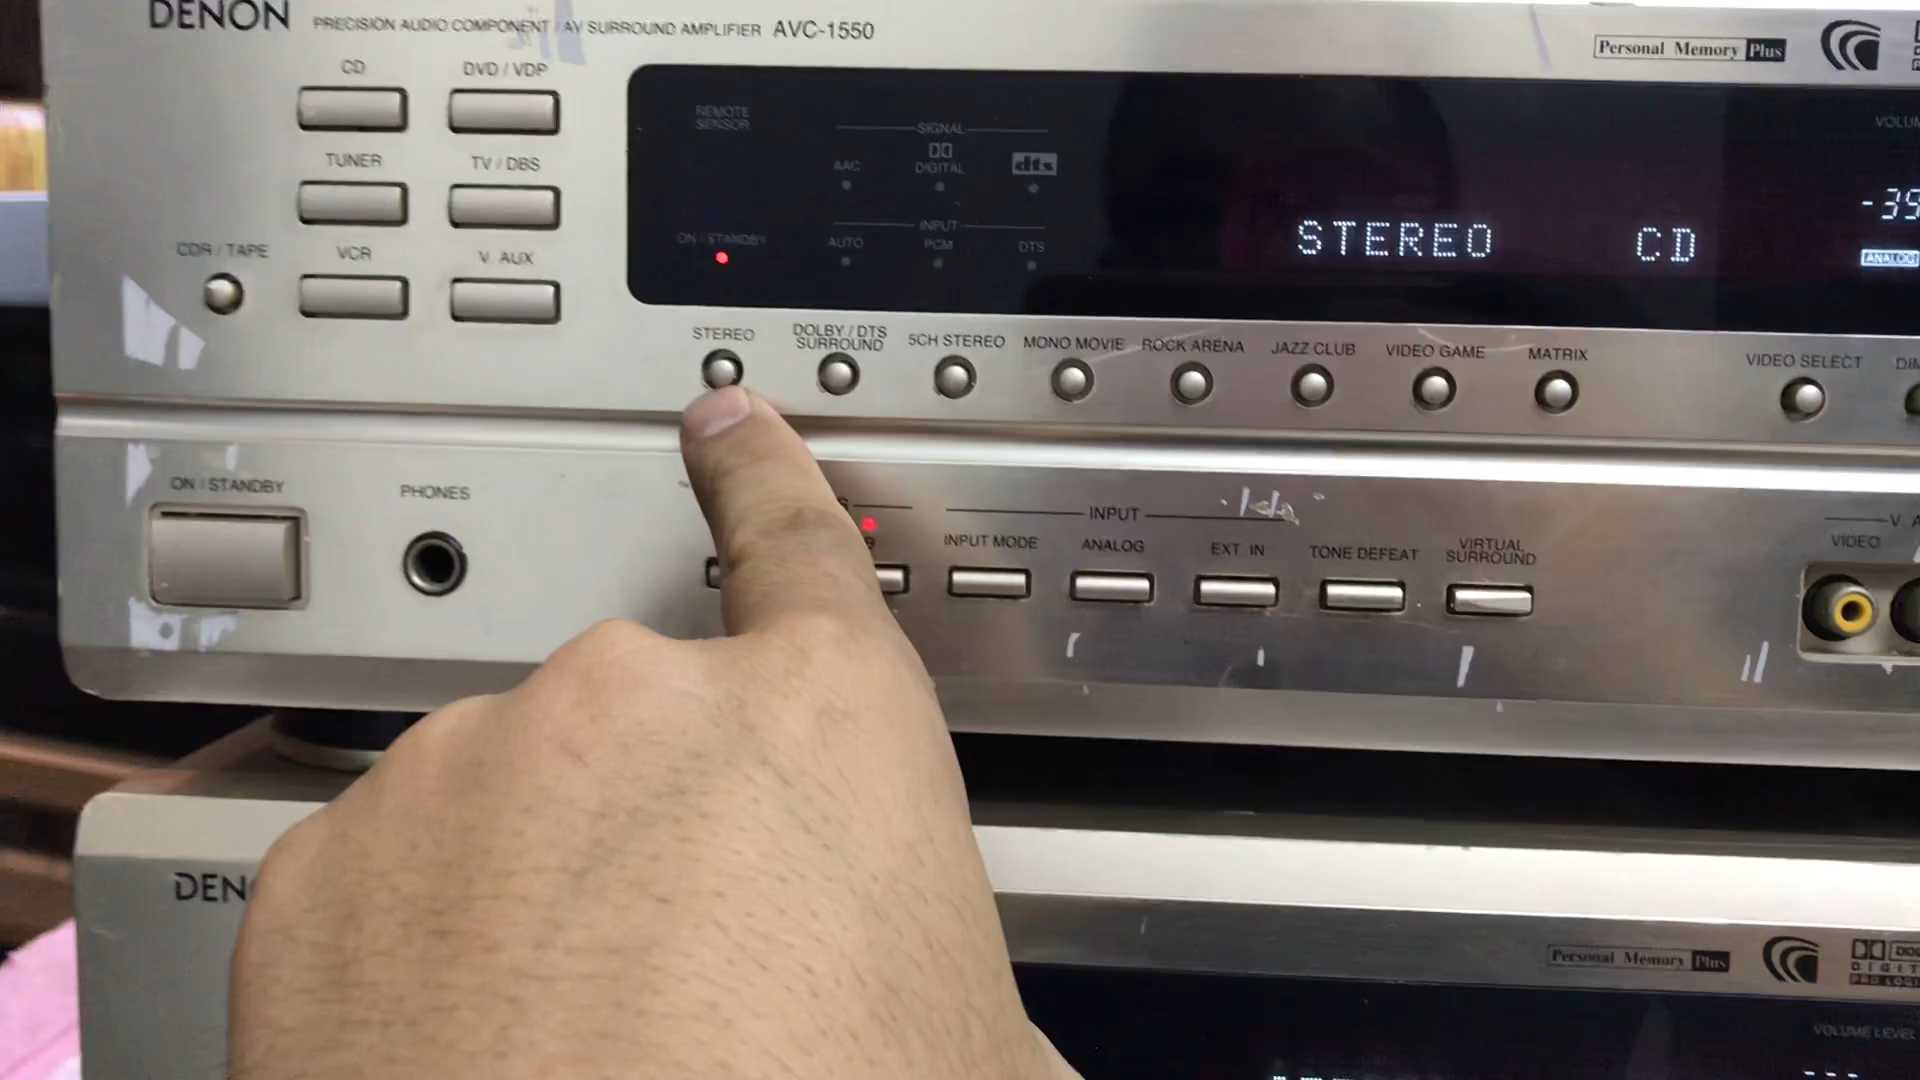 DENON PRECISION AUDIO COMPONENT / AV SURROUND AMPLIFIER AVC-1550
Personal Memory Plus
CD DVD / VDP
TUNER TV / DBS
CDR / TAPE VCR V. AUX
REMOTE SENSOR
SIGNAL
AAC DIGITAL dts
INPUT
ON / STANDBY AUTO PCM DTS
STEREO CD
-39
ANALOG
STEREO DOLBY / DTS SURROUND 5CH STEREO MONO MOVIE ROCK ARENA JAZZ CLUB VIDEO GAME MATRIX VIDEO SELECT
ON / STANDBY PHONES
INPUT
INPUT MODE ANALOG EXT. IN TONE DEFEAT VIRTUAL SURROUND
VIDEO
Personal Memory Plus
VOLUME LEVEL